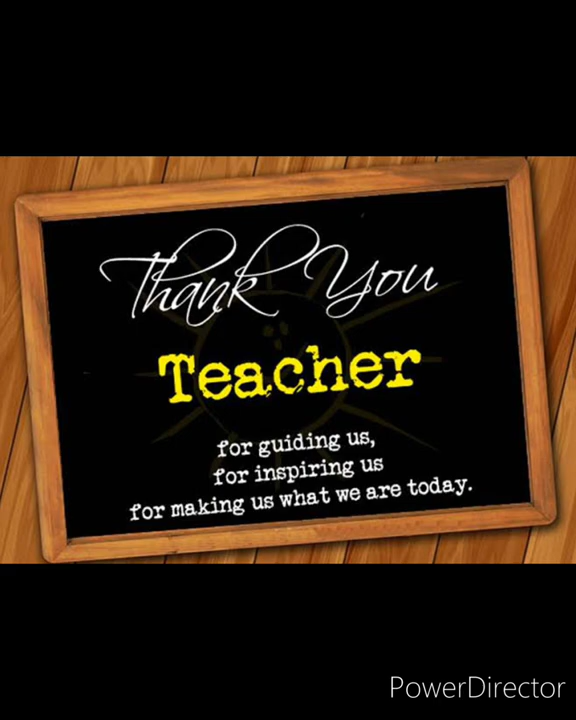 Thank You
Teacher
for guiding us,
for inspiring us
for making us what we are today.
PowerDirector